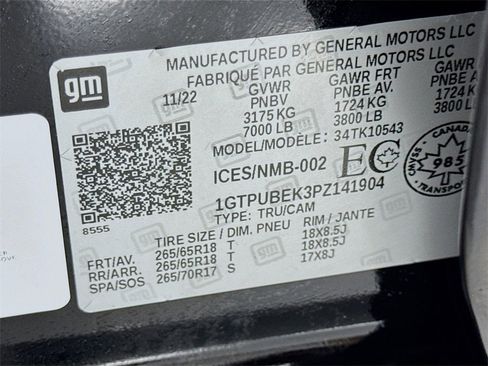 MANUFACTURED BY GENERAL MOTORS LLC
FABRIQUÉ PAR GENERAL MOTORS LLC
gm
11/22
GVWR
PNBV
3175 KG
7000 LB
GAWR FRT
PNBE AV.
1724 KG
3800 LB
GAWR
PNBE A
1724
3800 L
MODEL/MODÈLE: 34TK10543
ICES/NMB-002
EC
CANADA
985
CMVSS
TRANSPORT
8555
1GTPUBEK3PZ141904
TYPE: TRU/CAM
TIRE SIZE / DIM. PNEU RIM / JANTE
FRT/AV. 265/65R18 T 18X8.5J
RR/ARR. 265/65R18 T 18X8.5J
SPA/SOS 265/70R17 S 17X8J